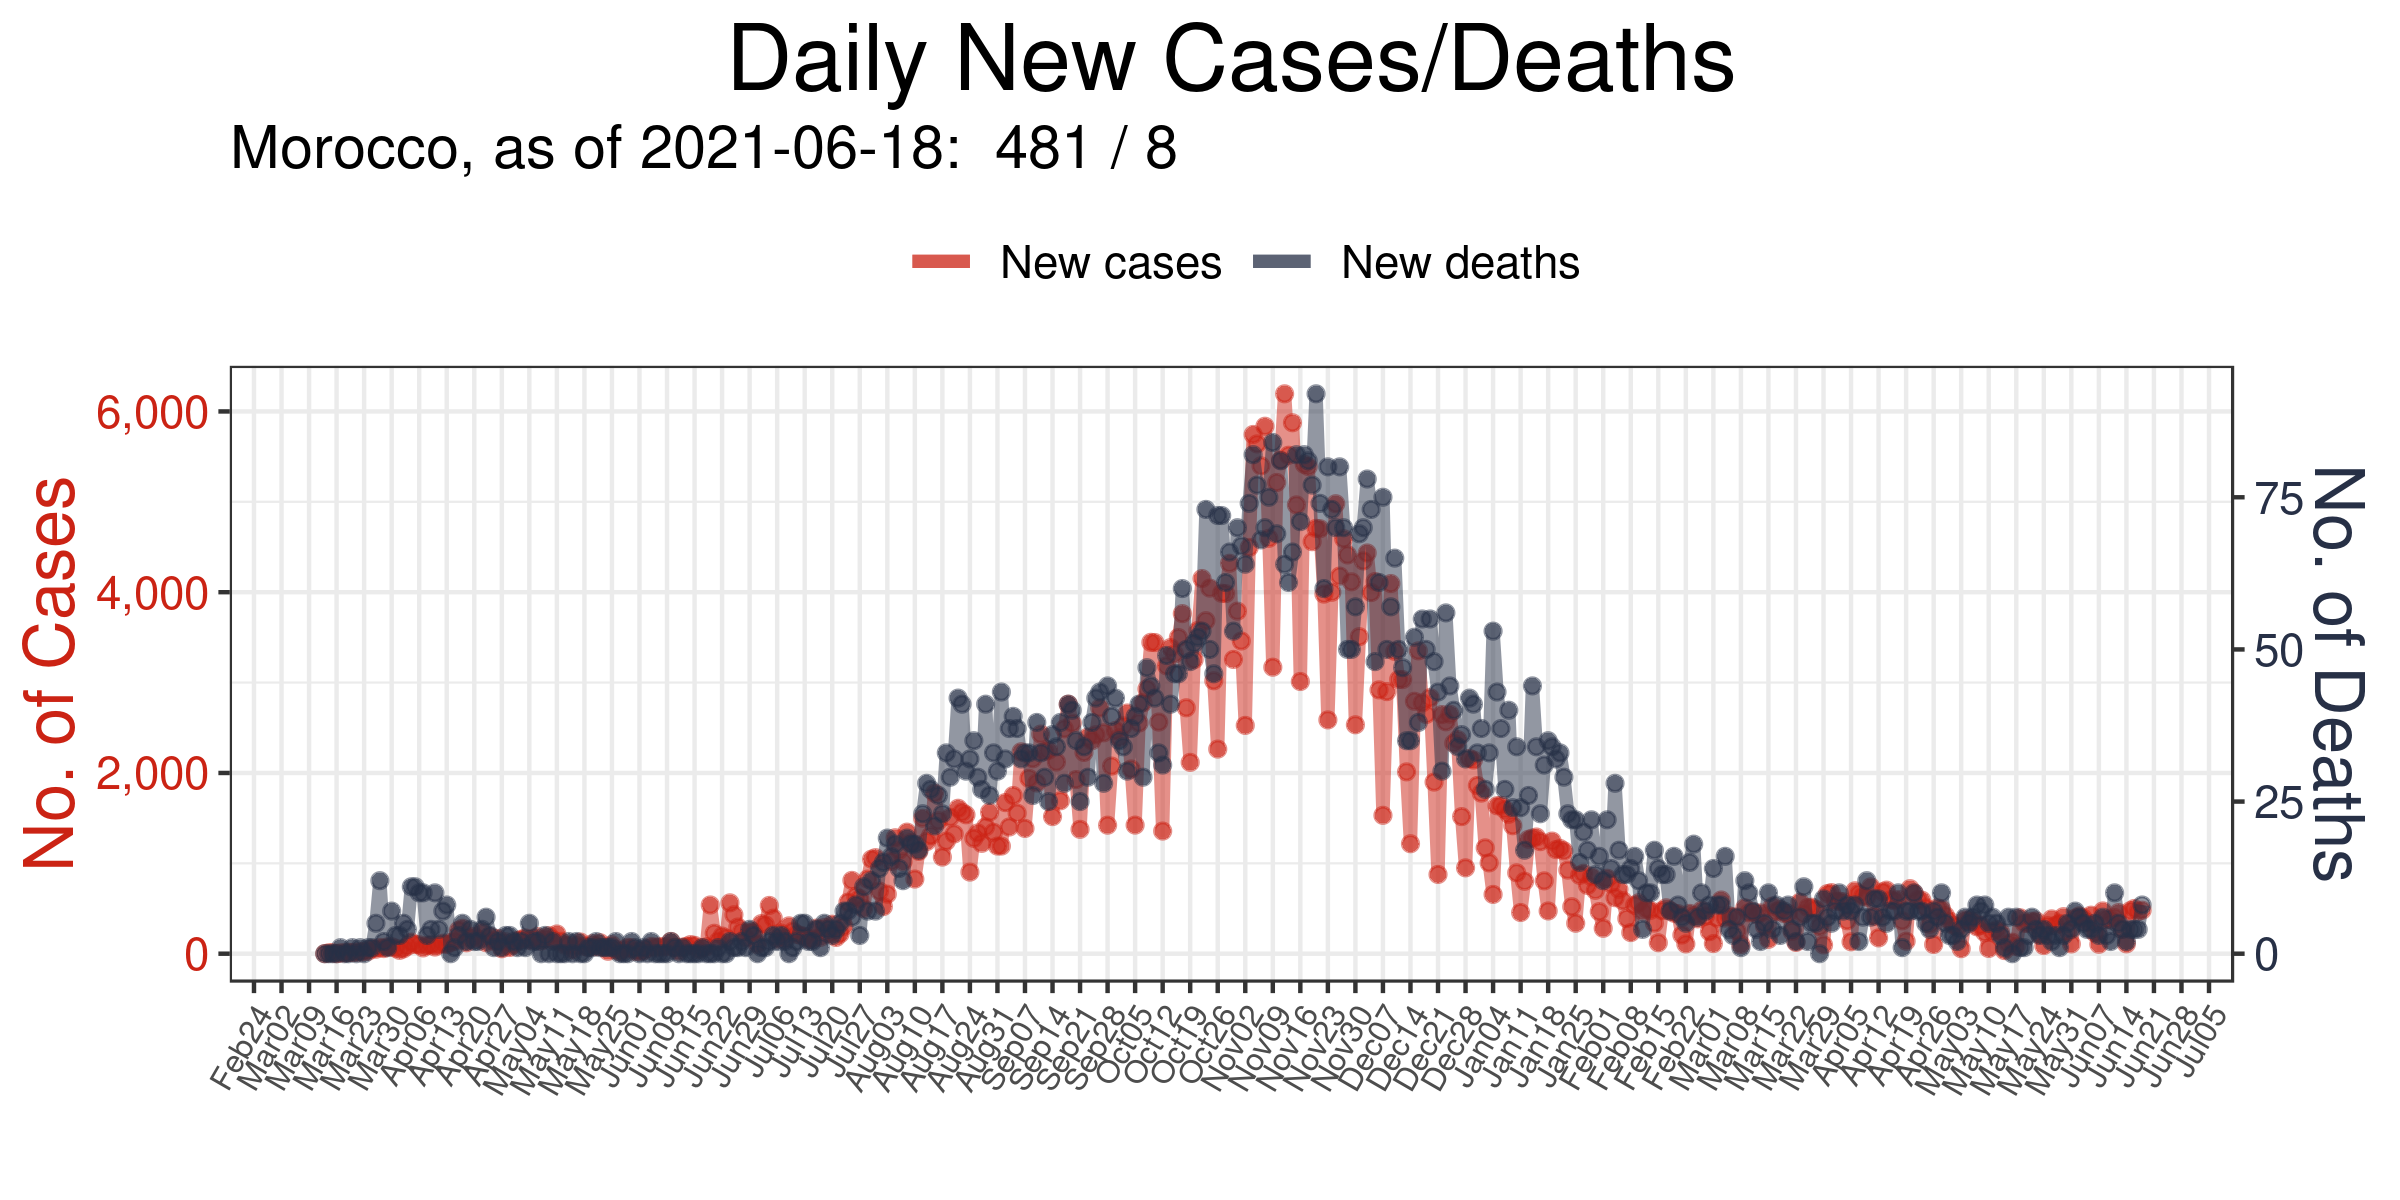 Daily New Cases/Deaths
Morocco, as of 2021-06-18:  481 / 8
New cases
New deaths
No. of Cases
6,000
4,000
2,000
0
75
50
25
0
No. of Deaths
Feb24
Mar02
Mar09
Mar16
Mar23
Mar30
Apr06
Apr13
Apr20
Apr27
May04
May11
May18
May25
Jun01
Jun08
Jun15
Jun22
Jun29
Jul06
Jul13
Jul20
Jul27
Aug03
Aug10
Aug17
Aug24
Aug31
Sep07
Sep14
Sep21
Sep28
Oct05
Oct12
Oct19
Oct26
Nov02
Nov09
Nov16
Nov23
Nov30
Dec07
Dec14
Dec21
Dec28
Jan04
Jan11
Jan18
Jan25
Feb01
Feb08
Feb15
Feb22
Mar01
Mar08
Mar15
Mar22
Mar29
Apr05
Apr12
Apr19
Apr26
May03
May10
May17
May24
May31
Jun07
Jun14
Jun21
Jun28
Jul05